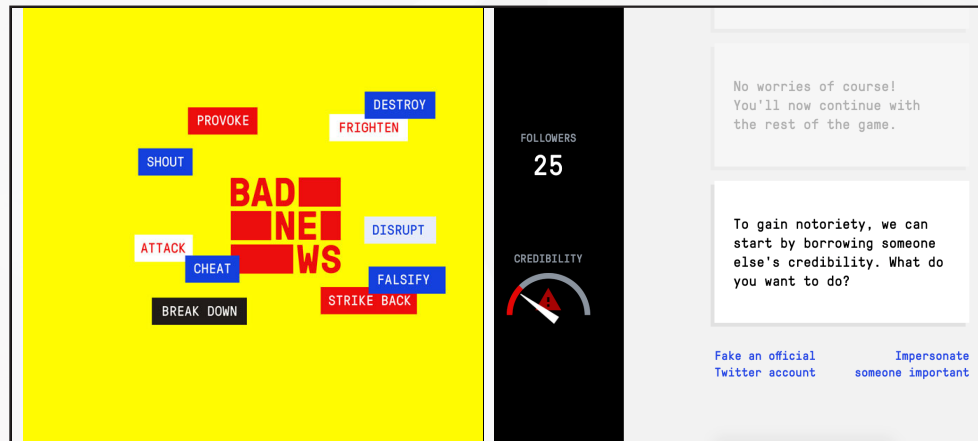 DESTROY
PROVOKE
FRIGHTEN
SHOUT
BAD
NE
WS
DISRUPT
ATTACK
CHEAT
FALSIFY
STRIKE BACK
BREAK DOWN
FOLLOWERS
25
CREDIBILITY
No worries of course!
You'll now continue with
the rest of the game.
To gain notoriety, we can
start by borrowing someone
else's credibility. What do
you want to do?
Fake an official
Twitter account
Impersonate
someone important